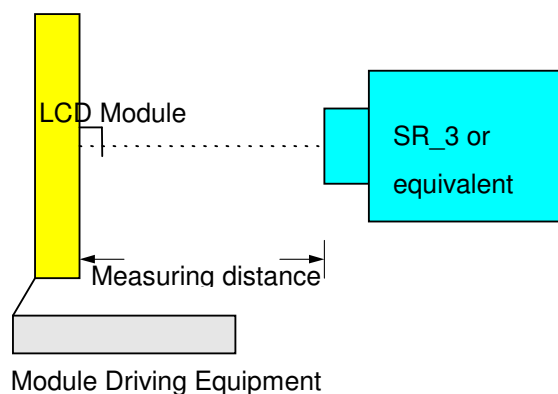 LCD Module
SR_3 or
equivalent
Measuring distance
Module Driving Equipment